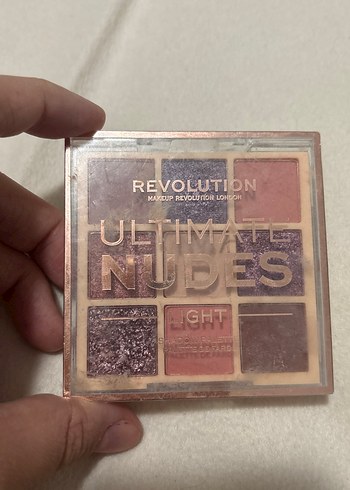 REVOLUTION
MAKEUP REVOLUTION LONDON
ULTIMATE
NUDES
LIGHT